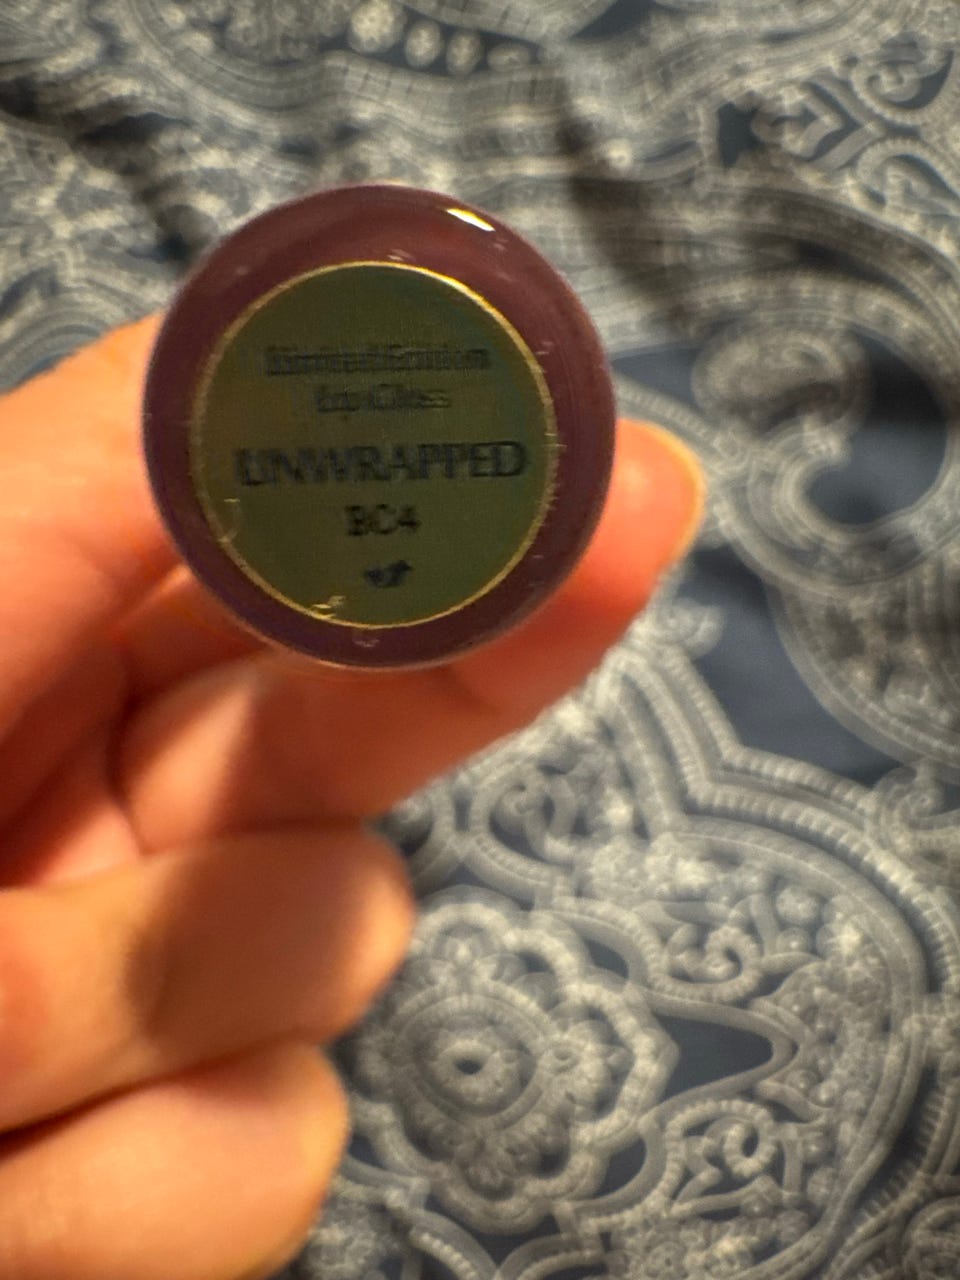 Limited Edition
Lip Gloss
UNWRAPPED
BC4